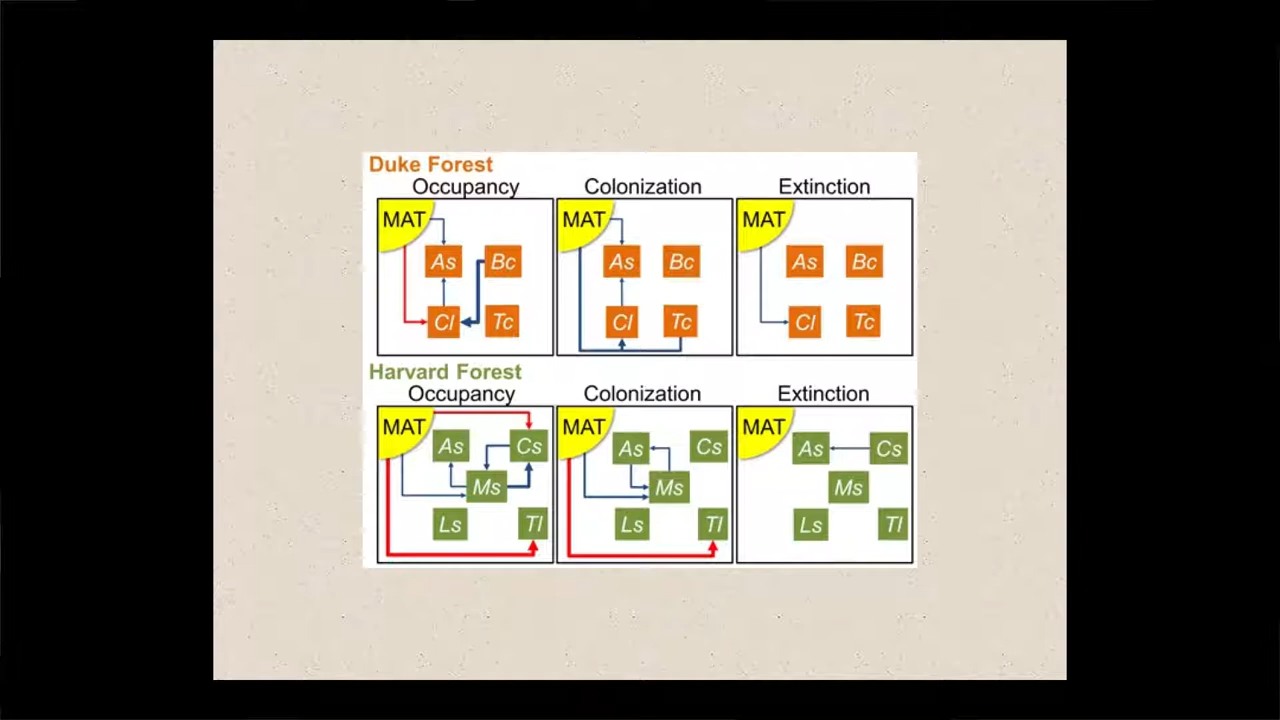 Duke Forest
Occupancy Colonization Extinction
MAT MAT MAT
As Bc As Bc As Bc
Cl Tc Cl Tc Cl Tc
Harvard Forest
Occupancy Colonization Extinction
MAT MAT MAT
As Cs As Cs As Cs
Ms Ms Ms
Ls Tl Ls Tl Ls Tl